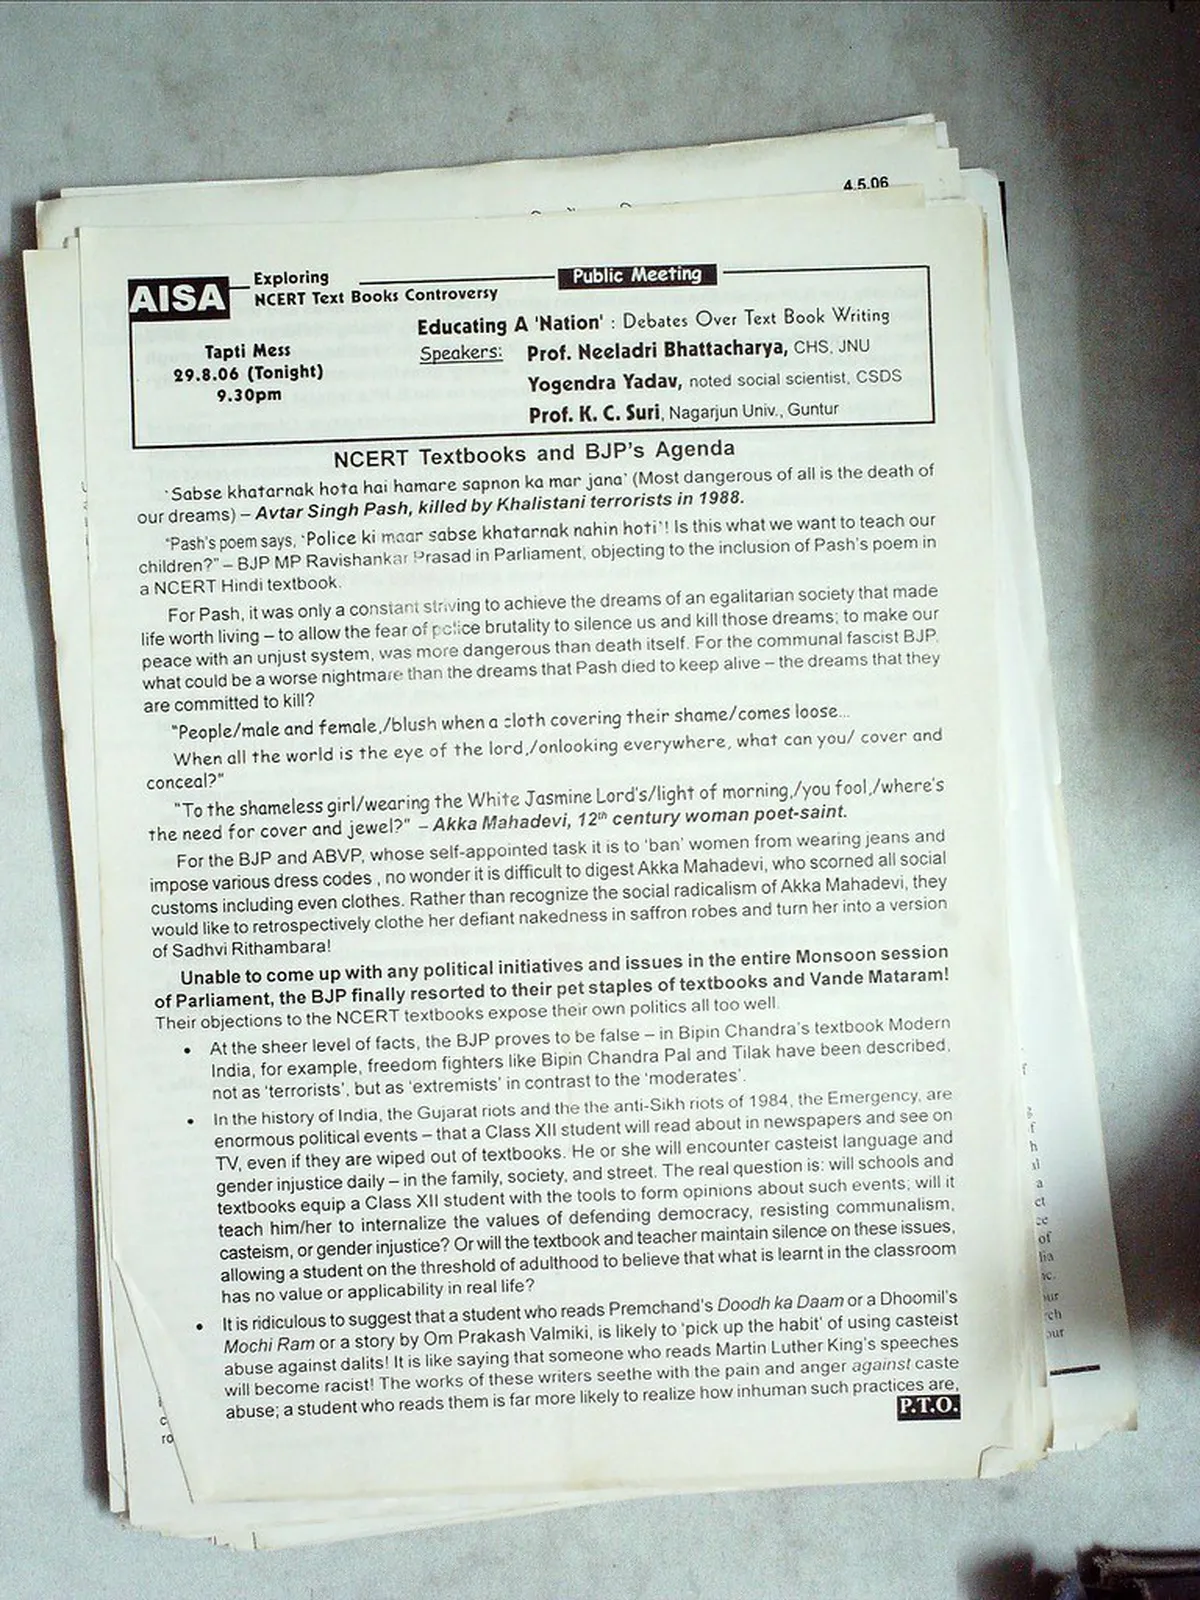 4.5.06
AISA
Exploring
NCERT Text Books Controversy
Public Meeting
Tapti Mess
29.8.06 (Tonight)
9.30pm
Educating A 'Nation' : Debates Over Text Book Writing
Speakers: Prof. Neeladri Bhattacharya, CHS, JNU
Yogendra Yadav, noted social scientist, CSDS
Prof. K. C. Suri, Nagarjun Univ., Guntur
NCERT Textbooks and BJP's Agenda
'Sabse khatarnak hota hai hamare sapnon ka mar jana' (Most dangerous of all is the death of
our dreams) – Avtar Singh Pash, killed by Khalistani terrorists in 1988.
"Pash's poem says, 'Police ki maar sabse khatarnak nahin hoti'! Is this what we want to teach our
children?" – BJP MP Ravishankar Prasad in Parliament, objecting to the inclusion of Pash's poem in
a NCERT Hindi textbook.
For Pash, it was only a constant striving to achieve the dreams of an egalitarian society that made
life worth living – to allow the fear of police brutality to silence us and kill those dreams; to make our
peace with an unjust system, was more dangerous than death itself. For the communal fascist BJP,
what could be a worse nightmare than the dreams that Pash died to keep alive – the dreams that they
are committed to kill?
"People/male and female,/blush when a cloth covering their shame/comes loose...
When all the world is the eye of the lord,/onlooking everywhere, what can you/ cover and
conceal?"
"To the shameless girl/wearing the White Jasmine Lord's/light of morning,/you fool,/where's
the need for cover and jewel?" – Akka Mahadevi, 12th century woman poet-saint.
For the BJP and ABVP, whose self-appointed task it is to 'ban' women from wearing jeans and
impose various dress codes , no wonder it is difficult to digest Akka Mahadevi, who scorned all social
customs including even clothes. Rather than recognize the social radicalism of Akka Mahadevi, they
would like to retrospectively clothe her defiant nakedness in saffron robes and turn her into a version
of Sadhvi Rithambara!
Unable to come up with any political initiatives and issues in the entire Monsoon session
of Parliament, the BJP finally resorted to their pet staples of textbooks and Vande Mataram!
Their objections to the NCERT textbooks expose their own politics all too well.
• At the sheer level of facts, the BJP proves to be false – in Bipin Chandra's textbook Modern
India, for example, freedom fighters like Bipin Chandra Pal and Tilak have been described,
not as 'terrorists', but as 'extremists' in contrast to the 'moderates'.
• In the history of India, the Gujarat riots and the the anti-Sikh riots of 1984, the Emergency, are
enormous political events – that a Class XII student will read about in newspapers and see on
TV, even if they are wiped out of textbooks. He or she will encounter casteist language and
gender injustice daily – in the family, society, and street. The real question is: will schools and
textbooks equip a Class XII student with the tools to form opinions about such events; will it
teach him/her to internalize the values of defending democracy, resisting communalism,
casteism, or gender injustice? Or will the textbook and teacher maintain silence on these issues,
allowing a student on the threshold of adulthood to believe that what is learnt in the classroom
has no value or applicability in real life?
• It is ridiculous to suggest that a student who reads Premchand's Doodh ka Daam or a Dhoomil's
Mochi Ram or a story by Om Prakash Valmiki, is likely to 'pick up the habit' of using casteist
abuse against dalits! It is like saying that someone who reads Martin Luther King's speeches
will become racist! The works of these writers seethe with the pain and anger against caste
abuse; a student who reads them is far more likely to realize how inhuman such practices are,
P.T.O.